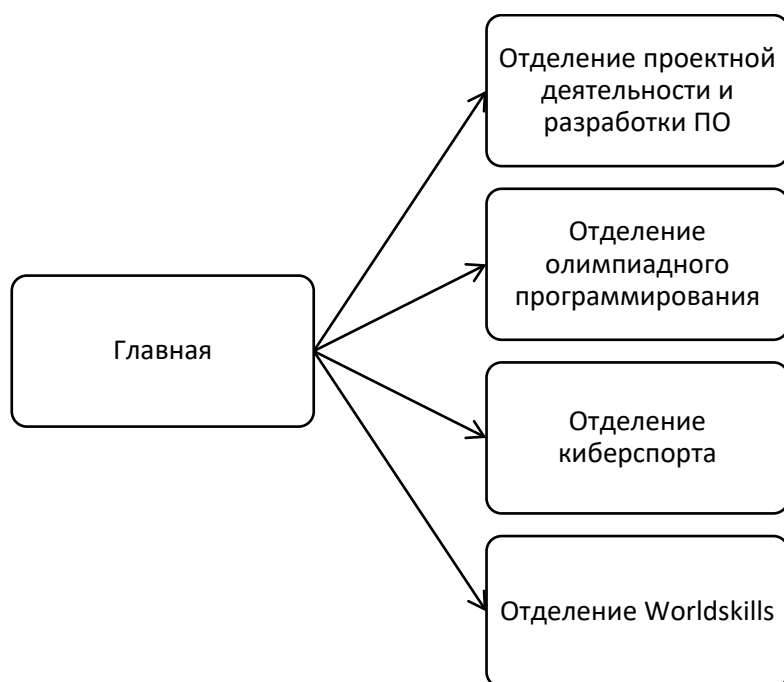 Отделение проектной
деятельности и
разработки ПО
Отделение
олимпиадного
программирования
Главная
Отделение
киберспорта
Отделение Worldskills